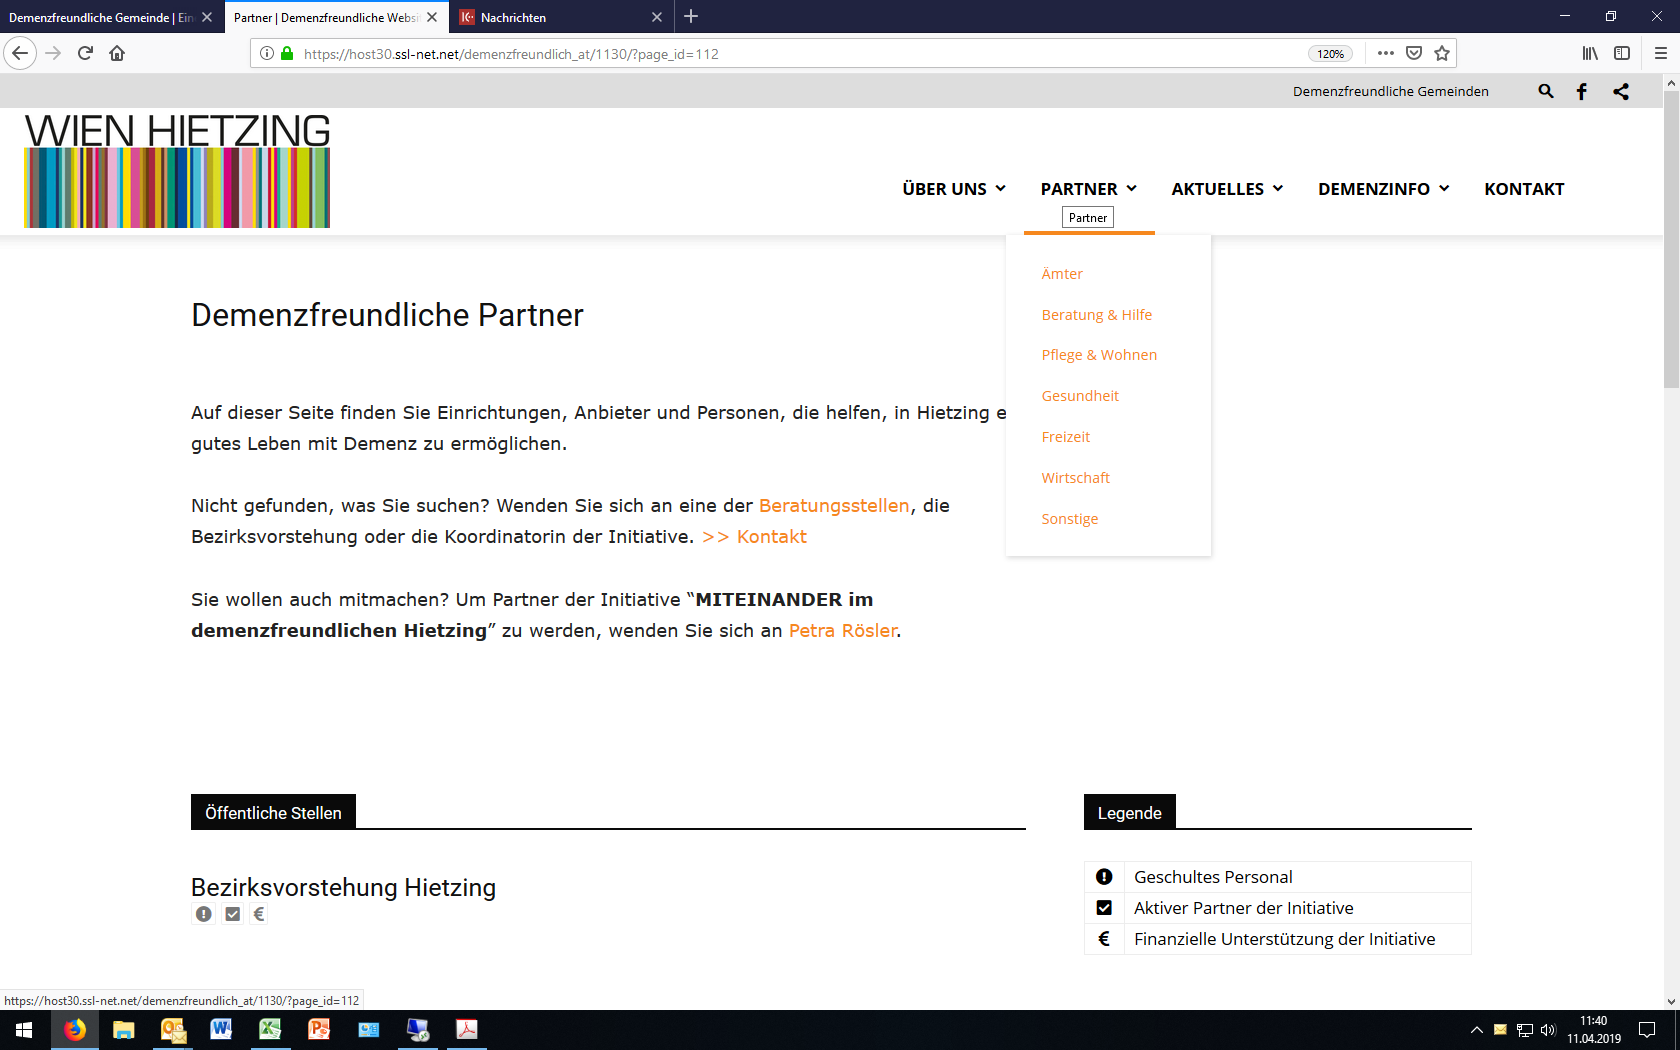 Demenzfreundliche Gemeinde | Ein
Partner | Demenzfreundliche Websi
Nachrichten
https://host30.ssl-net.net/demenzfreundlich_at/1130/?page_id=112
120%
Demenzfreundliche Gemeinden
WIEN HIETZING
ÜBER UNS
PARTNER
AKTUELLES
DEMENZINFO
KONTAKT
Partner
Ämter
Beratung & Hilfe
Pflege & Wohnen
Gesundheit
Freizeit
Wirtschaft
Sonstige
Demenzfreundliche Partner
Auf dieser Seite finden Sie Einrichtungen, Anbieter und Personen, die helfen, in Hietzing e
gutes Leben mit Demenz zu ermöglichen.
Nicht gefunden, was Sie suchen? Wenden Sie sich an eine der Beratungsstellen, die
Bezirksvorstehung oder die Koordinatorin der Initiative. >> Kontakt
Sie wollen auch mitmachen? Um Partner der Initiative “MITEINANDER im
demenzfreundlichen Hietzing” zu werden, wenden Sie sich an Petra Rösler.
Öffentliche Stellen
Bezirksvorstehung Hietzing
€
Legende
Geschultes Personal
Aktiver Partner der Initiative
€ Finanzielle Unterstützung der Initiative
https://host30.ssl-net.net/demenzfreundlich_at/1130/?page_id=112
11:40
11.04.2019